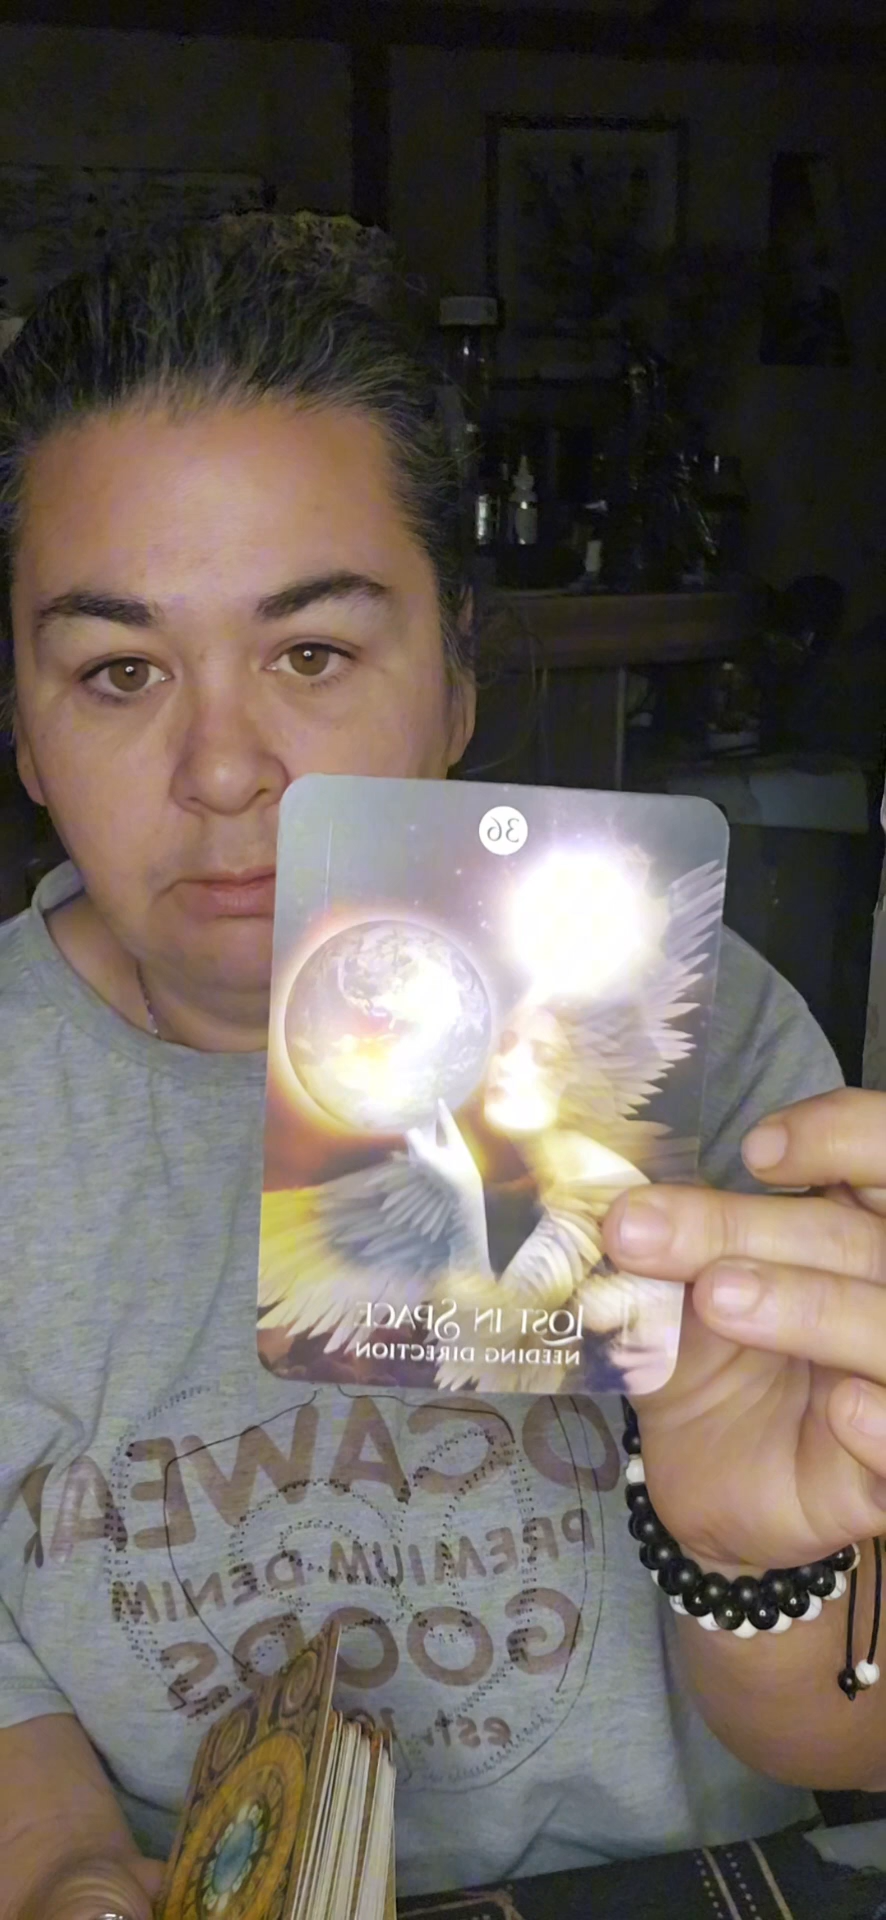 36
LOST IN SPACE
NEEDING DIRECTION
PREMIUM DENIM
GOODS